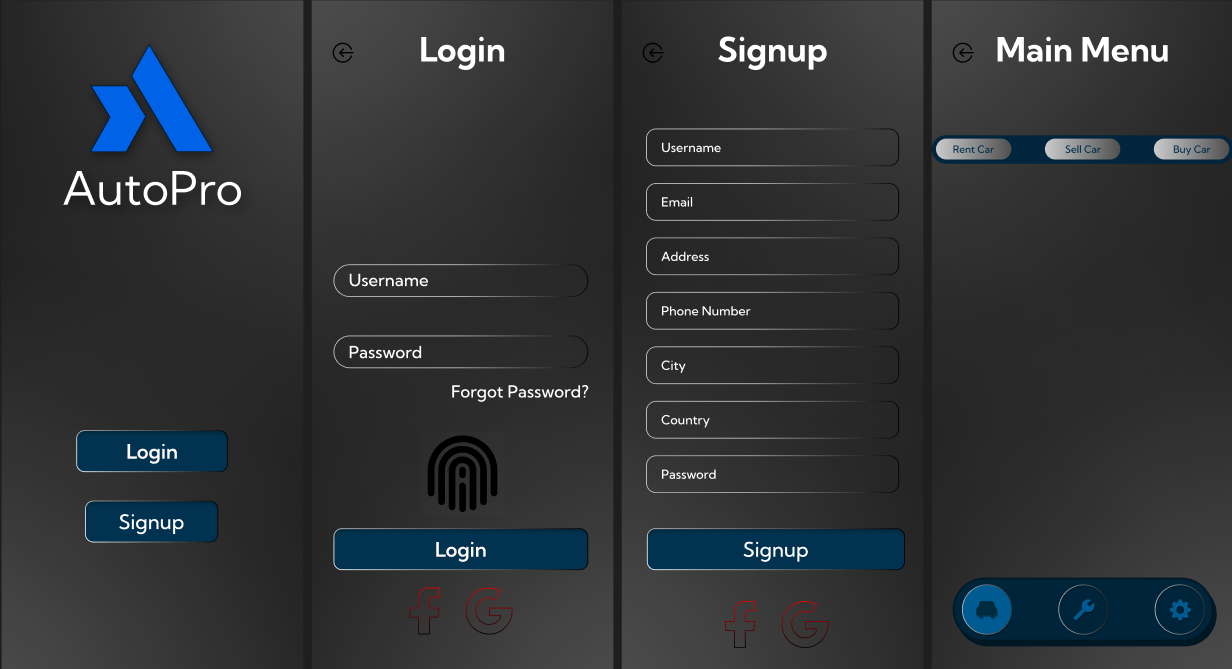 AutoPro
Login
Signup
Login
Username
Password
Forgot Password?
Login
Signup
Username
Email
Address
Phone Number
City
Country
Password
Signup
Main Menu
Rent Car
Sell Car
Buy Car